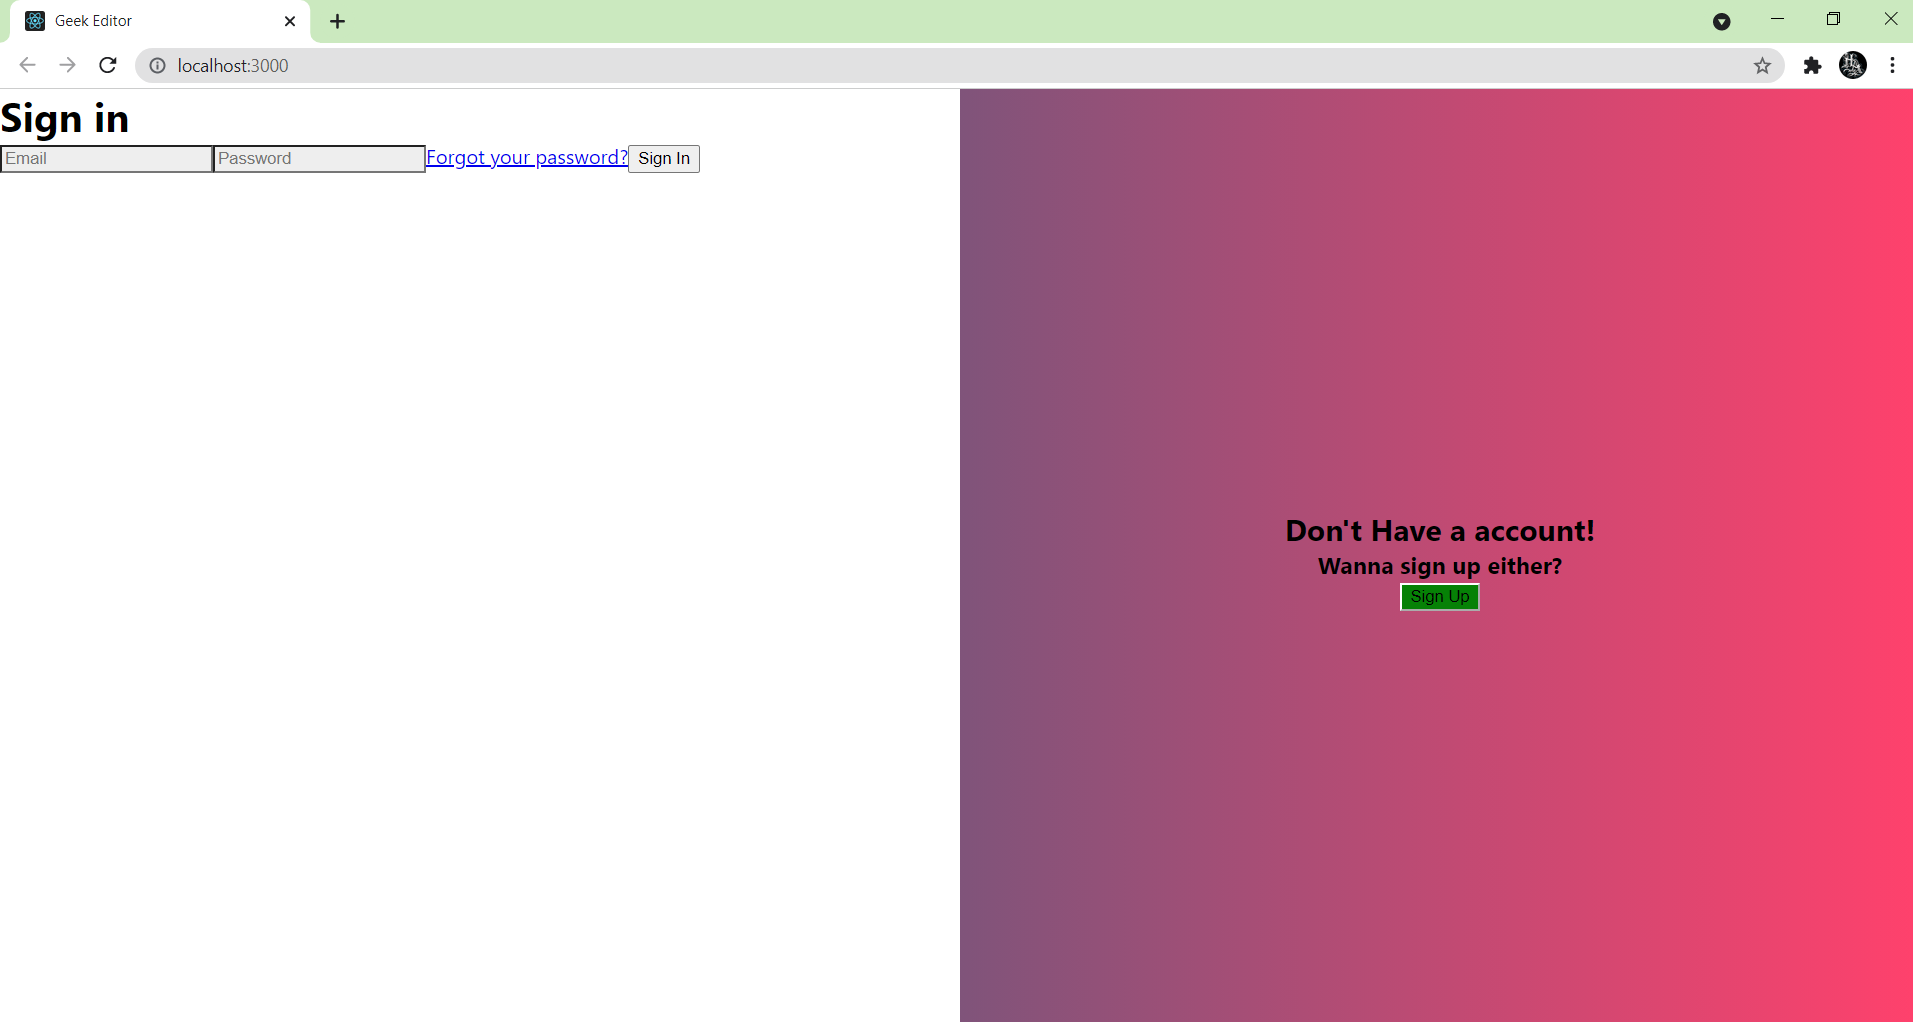 Geek Editor
localhost:3000
Sign in
Email Password Forgot your password? Sign In
Don't Have a account!
Wanna sign up either?
Sign Up